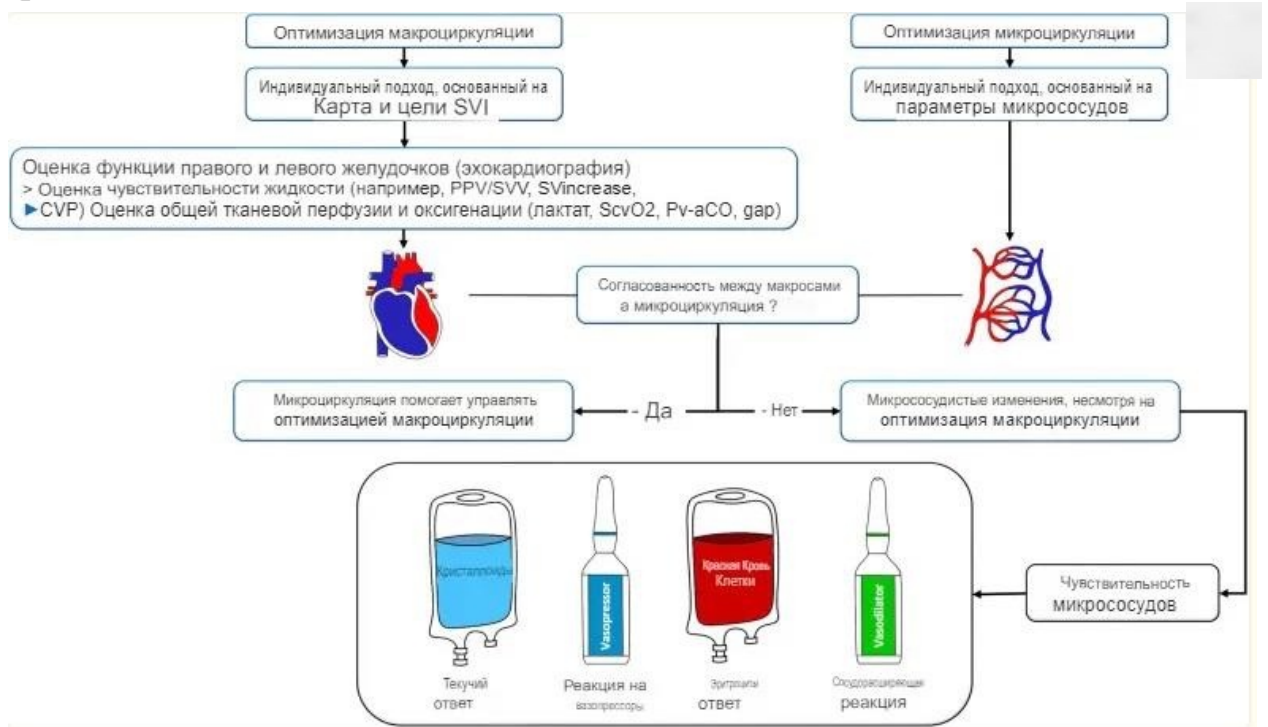 Оптимизация макроциркуляции
Оптимизация микроциркуляции
Индивидуальный подход, основанный на
Карта и цели SVI
Индивидуальный подход, основанный на
параметры микрососудов
Оценка функции правого и левого желудочков (эхокардиография)
> Оценка чувствительности жидкости (например, PPV/SVV, SVincrease,
►CVP) Оценка общей тканевой перфузии и оксигенации (лактат, ScvO2, Pv-aCO, gap)
Согласованность между макросами
а микроциркуляция ?
Микроциркуляция помогает управлять
оптимизацией макроциркуляции
- Да
- Нет
Микрососудистые изменения, несмотря на
оптимизация макроциркуляции
Кристаллоиды
Vasopressor
Красная Кровь
Клетки
Vasodilator
Чувствительность
микрососудов
Текучий
ответ
Реакция на
вазопрессоры
Эритроциты
ответ
Сосудорасширяющая
реакция